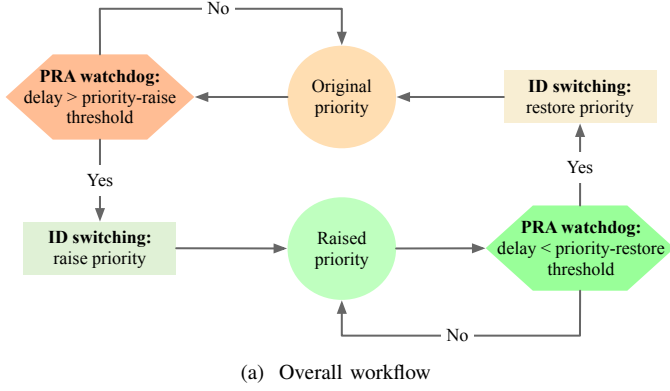 No
PRA watchdog:
delay > priority-raise
threshold
Original
priority
ID switching:
restore priority
Yes
Yes
ID switching:
raise priority
Raised
priority
PRA watchdog:
delay < priority-restore
threshold
No
(a) Overall workflow